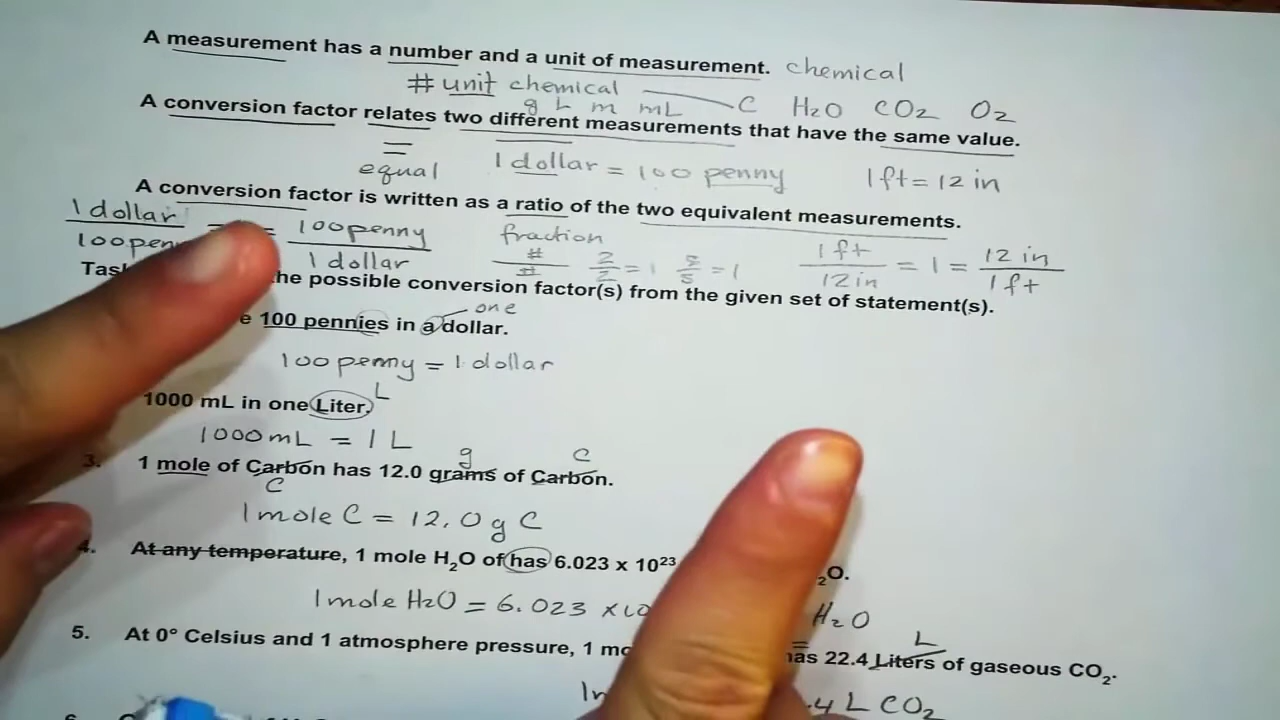 A measurement has a number and a unit of measurement. chemical
# unit chemical C H2O CO2 O2
g L m mL
A conversion factor relates two different measurements that have the same value.
=
equal 1 dollar = 100 penny 1 ft = 12 in
A conversion factor is written as a ratio of the two equivalent measurements.
1 dollar 100 penny fraction 1 ft 12 in
= # 2/2 = 1 5/5 = 1 = 1 =
1 dollar # 12 in 1 ft
the possible conversion factor(s) from the given set of statement(s).
one
100 pennies in a dollar.
100 penny = 1 dollar
L
1000 mL in one Liter.
1000 mL = 1 L
g C
3. 1 mole of Carbon has 12.0 grams of Carbon.
C
1 mole C = 12.0 g C
4. At any temperature, 1 mole H₂O of has 6.023 x 10²³ ₂O.
1 mole H2O = 6.023 x 10 H2O
= L
5. At 0° Celsius and 1 atmosphere pressure, 1 has 22.4 Liters of gaseous CO₂.
.4 L CO2